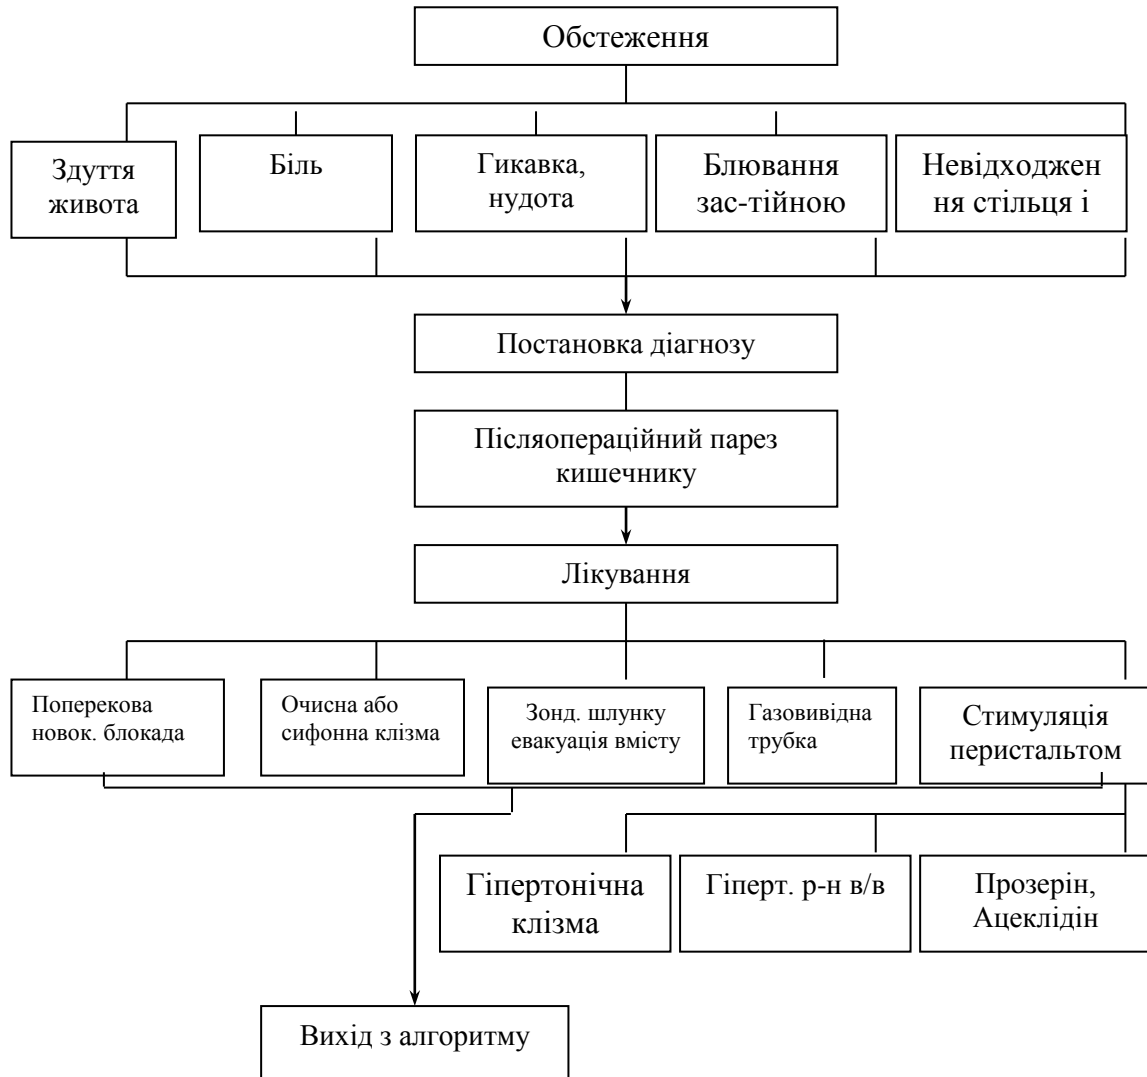 Обстеження
Здуття
живота
Біль
Гикавка,
нудота
Блювання
зас-тійною
Невідходжен
ня стільця і
Постановка діагнозу
Післяопераційний парез
кишечнику
Лікування
Поперекова
новок. блокада
Очисна або
сифонна клізма
Зонд. шлунку
евакуація вмісту
Газовивідна
трубка
Стимуляція
перистальтом
Гіпертонічна
клізма
Гіперт. р-н в/в
Прозерін,
Ацеклідін
Вихід з алгоритму